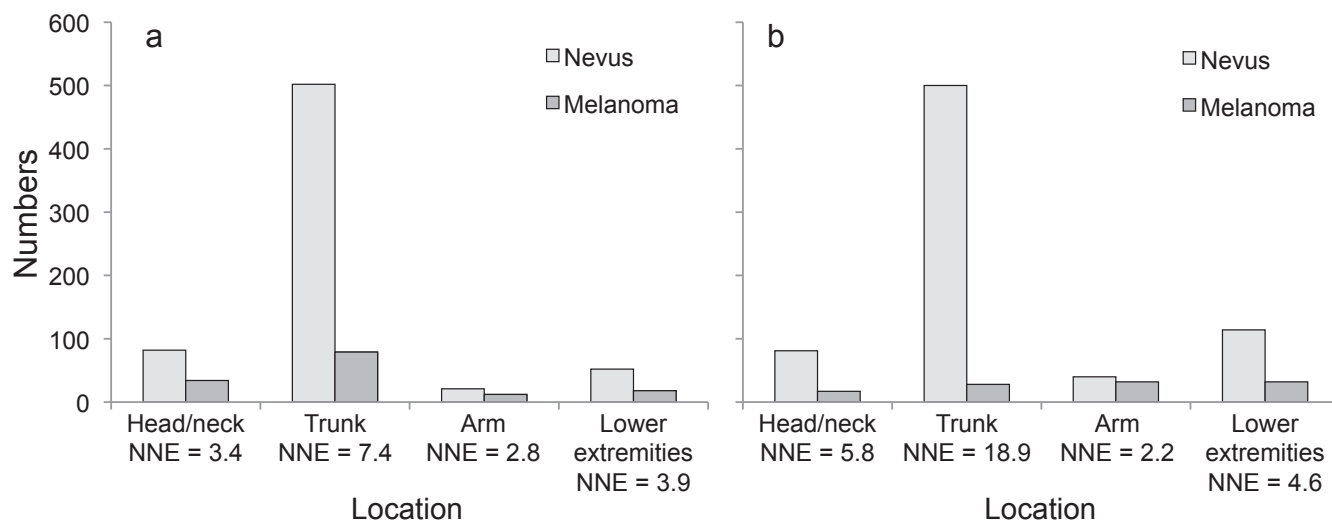 a
Nevus
Melanoma
Numbers
600
500
400
300
200
100
0
Head/neck
NNE = 3.4
Trunk
NNE = 7.4
Arm
NNE = 2.8
Lower
extremities
NNE = 3.9
Location
b
Nevus
Melanoma
Head/neck
NNE = 5.8
Trunk
NNE = 18.9
Arm
NNE = 2.2
Lower
extremities
NNE = 4.6
Location